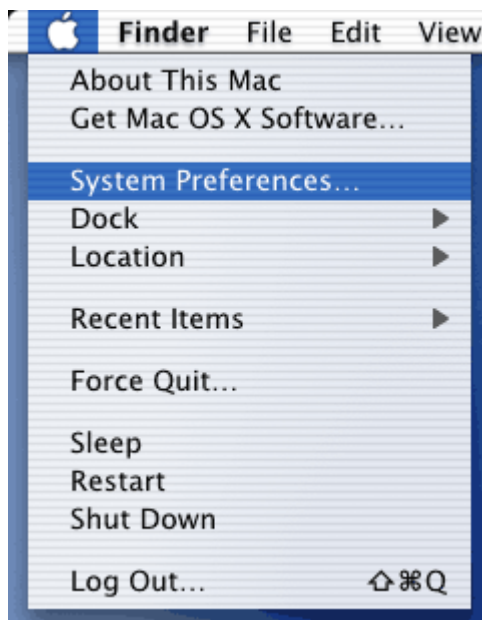 Finder File Edit View
About This Mac
Get Mac OS X Software...
System Preferences...
Dock
Location
Recent Items
Force Quit...
Sleep
Restart
Shut Down
Log Out... ⇧⌘Q